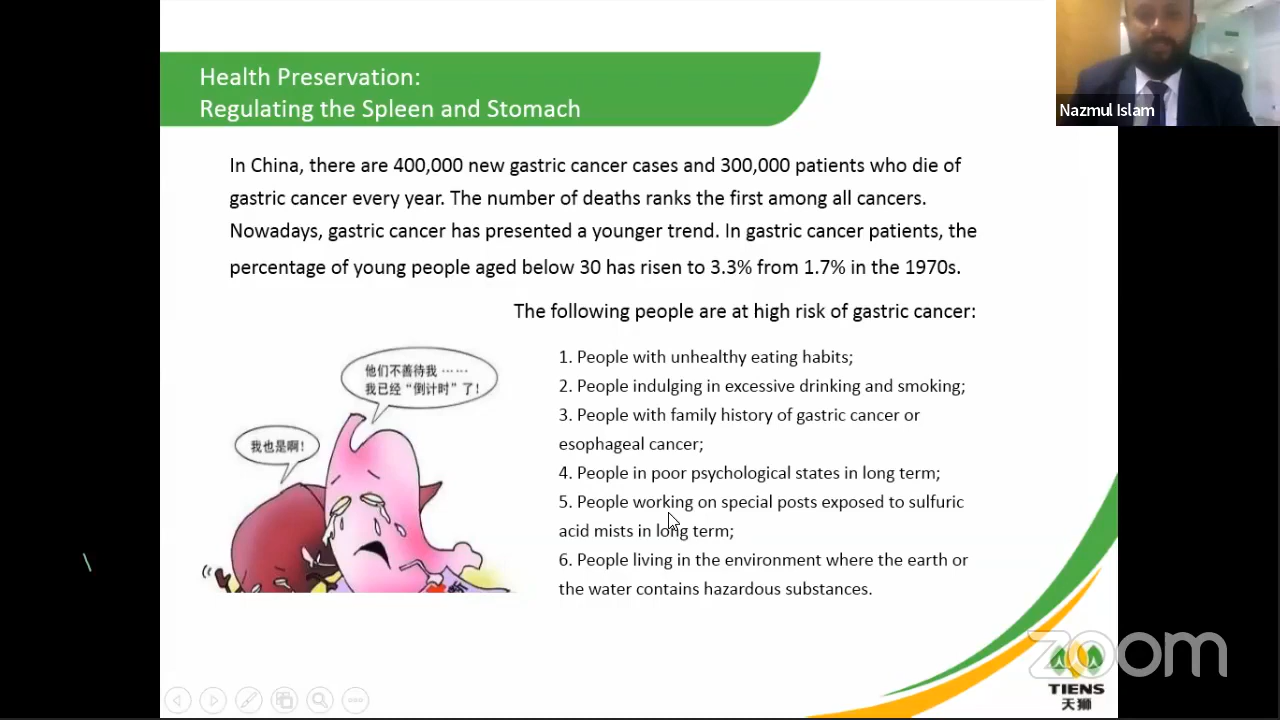 Health Preservation:
Regulating the Spleen and Stomach
Nazmul Islam
In China, there are 400,000 new gastric cancer cases and 300,000 patients who die of
gastric cancer every year. The number of deaths ranks the first among all cancers.
Nowadays, gastric cancer has presented a younger trend. In gastric cancer patients, the
percentage of young people aged below 30 has risen to 3.3% from 1.7% in the 1970s.
The following people are at high risk of gastric cancer:
1. People with unhealthy eating habits;
2. People indulging in excessive drinking and smoking;
3. People with family history of gastric cancer or
esophageal cancer;
4. People in poor psychological states in long term;
5. People working on special posts exposed to sulfuric
acid mists in long term;
6. People living in the environment where the earth or
the water contains hazardous substances.
他们不善待我……
我已经“倒计时”了!
我也是啊!
zoom
TIENS
天狮